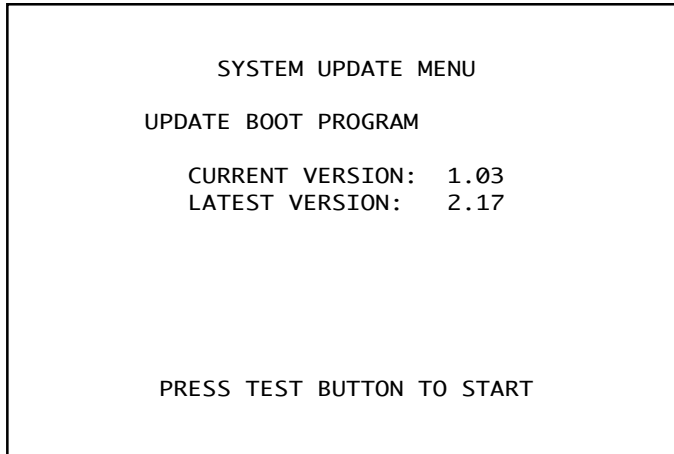 SYSTEM UPDATE MENU
UPDATE BOOT PROGRAM
CURRENT VERSION: 1.03
LATEST VERSION: 2.17
PRESS TEST BUTTON TO START